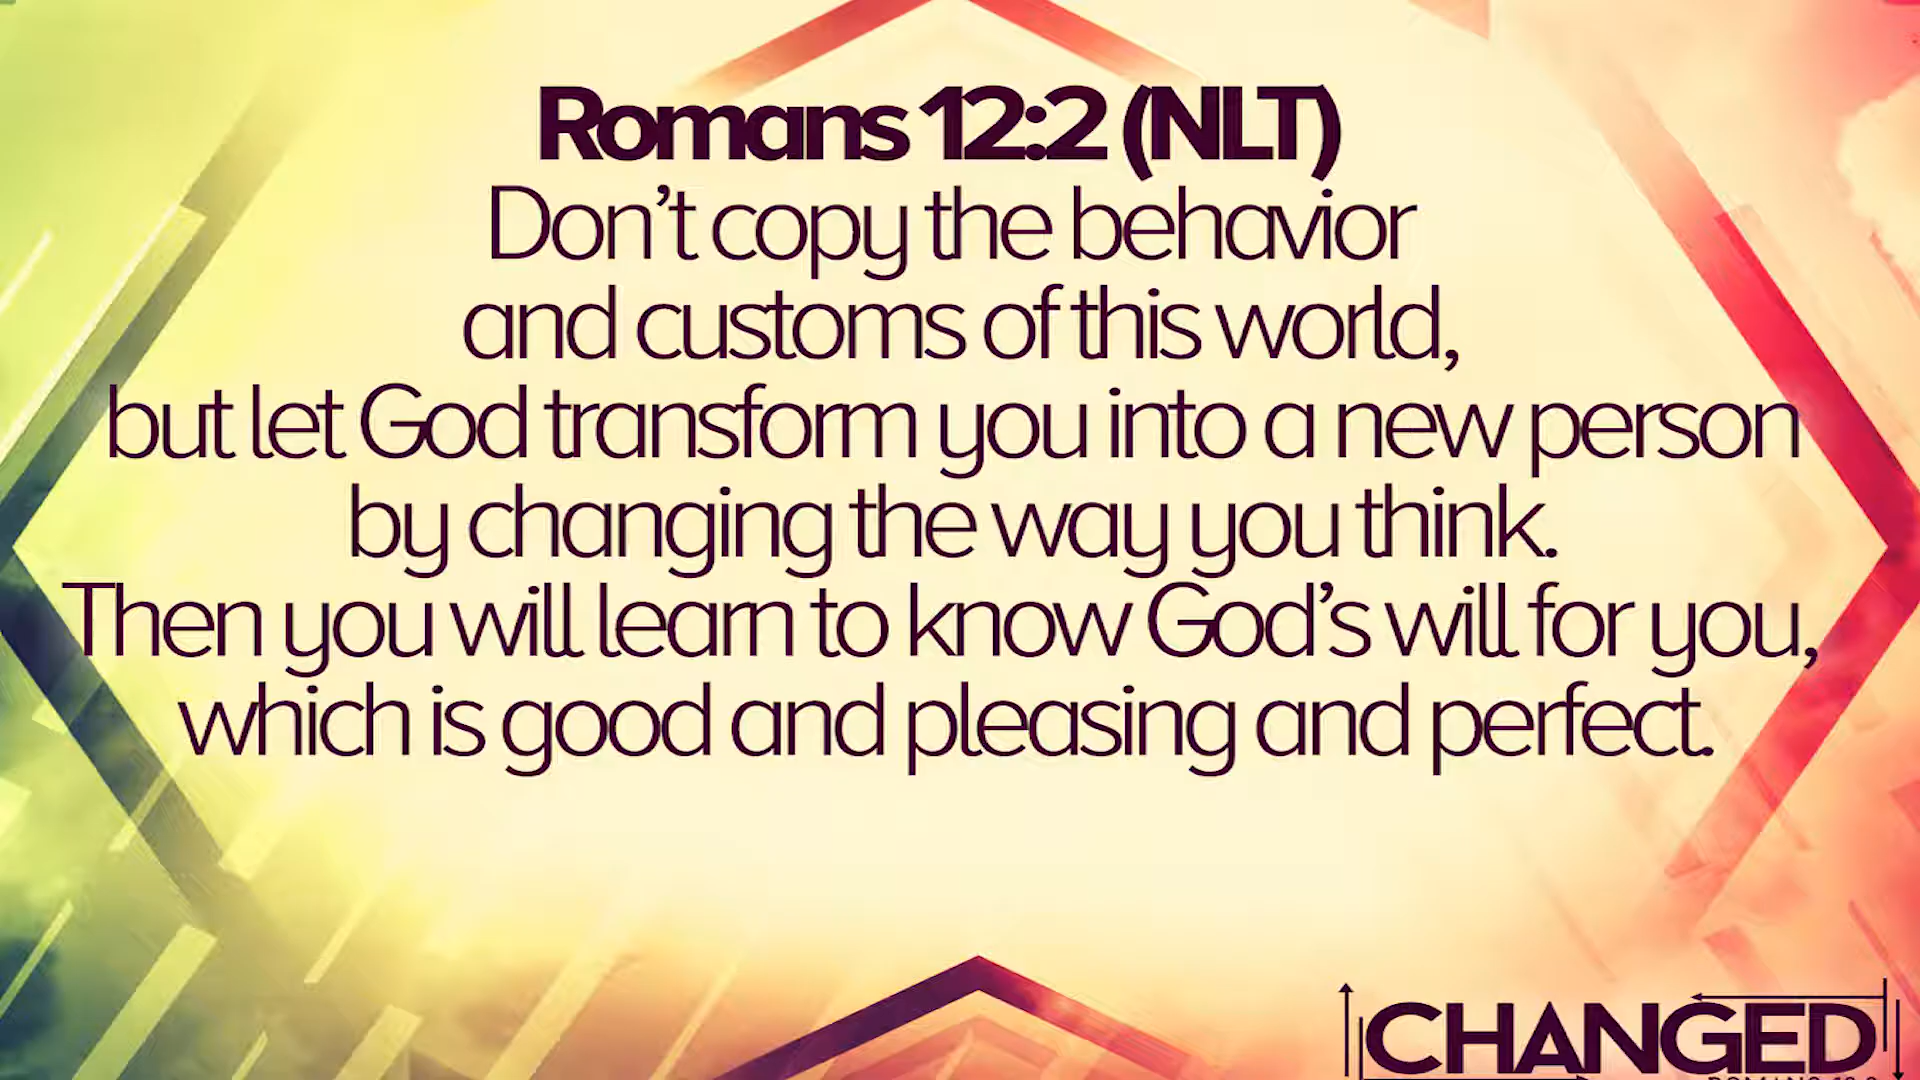 Romans 12:2 (NLT)
Don’t copy the behavior
and customs of this world,
but let God transform you into a new person
by changing the way you think.
Then you will learn to know God’s will for you,
which is good and pleasing and perfect.
CHANGED